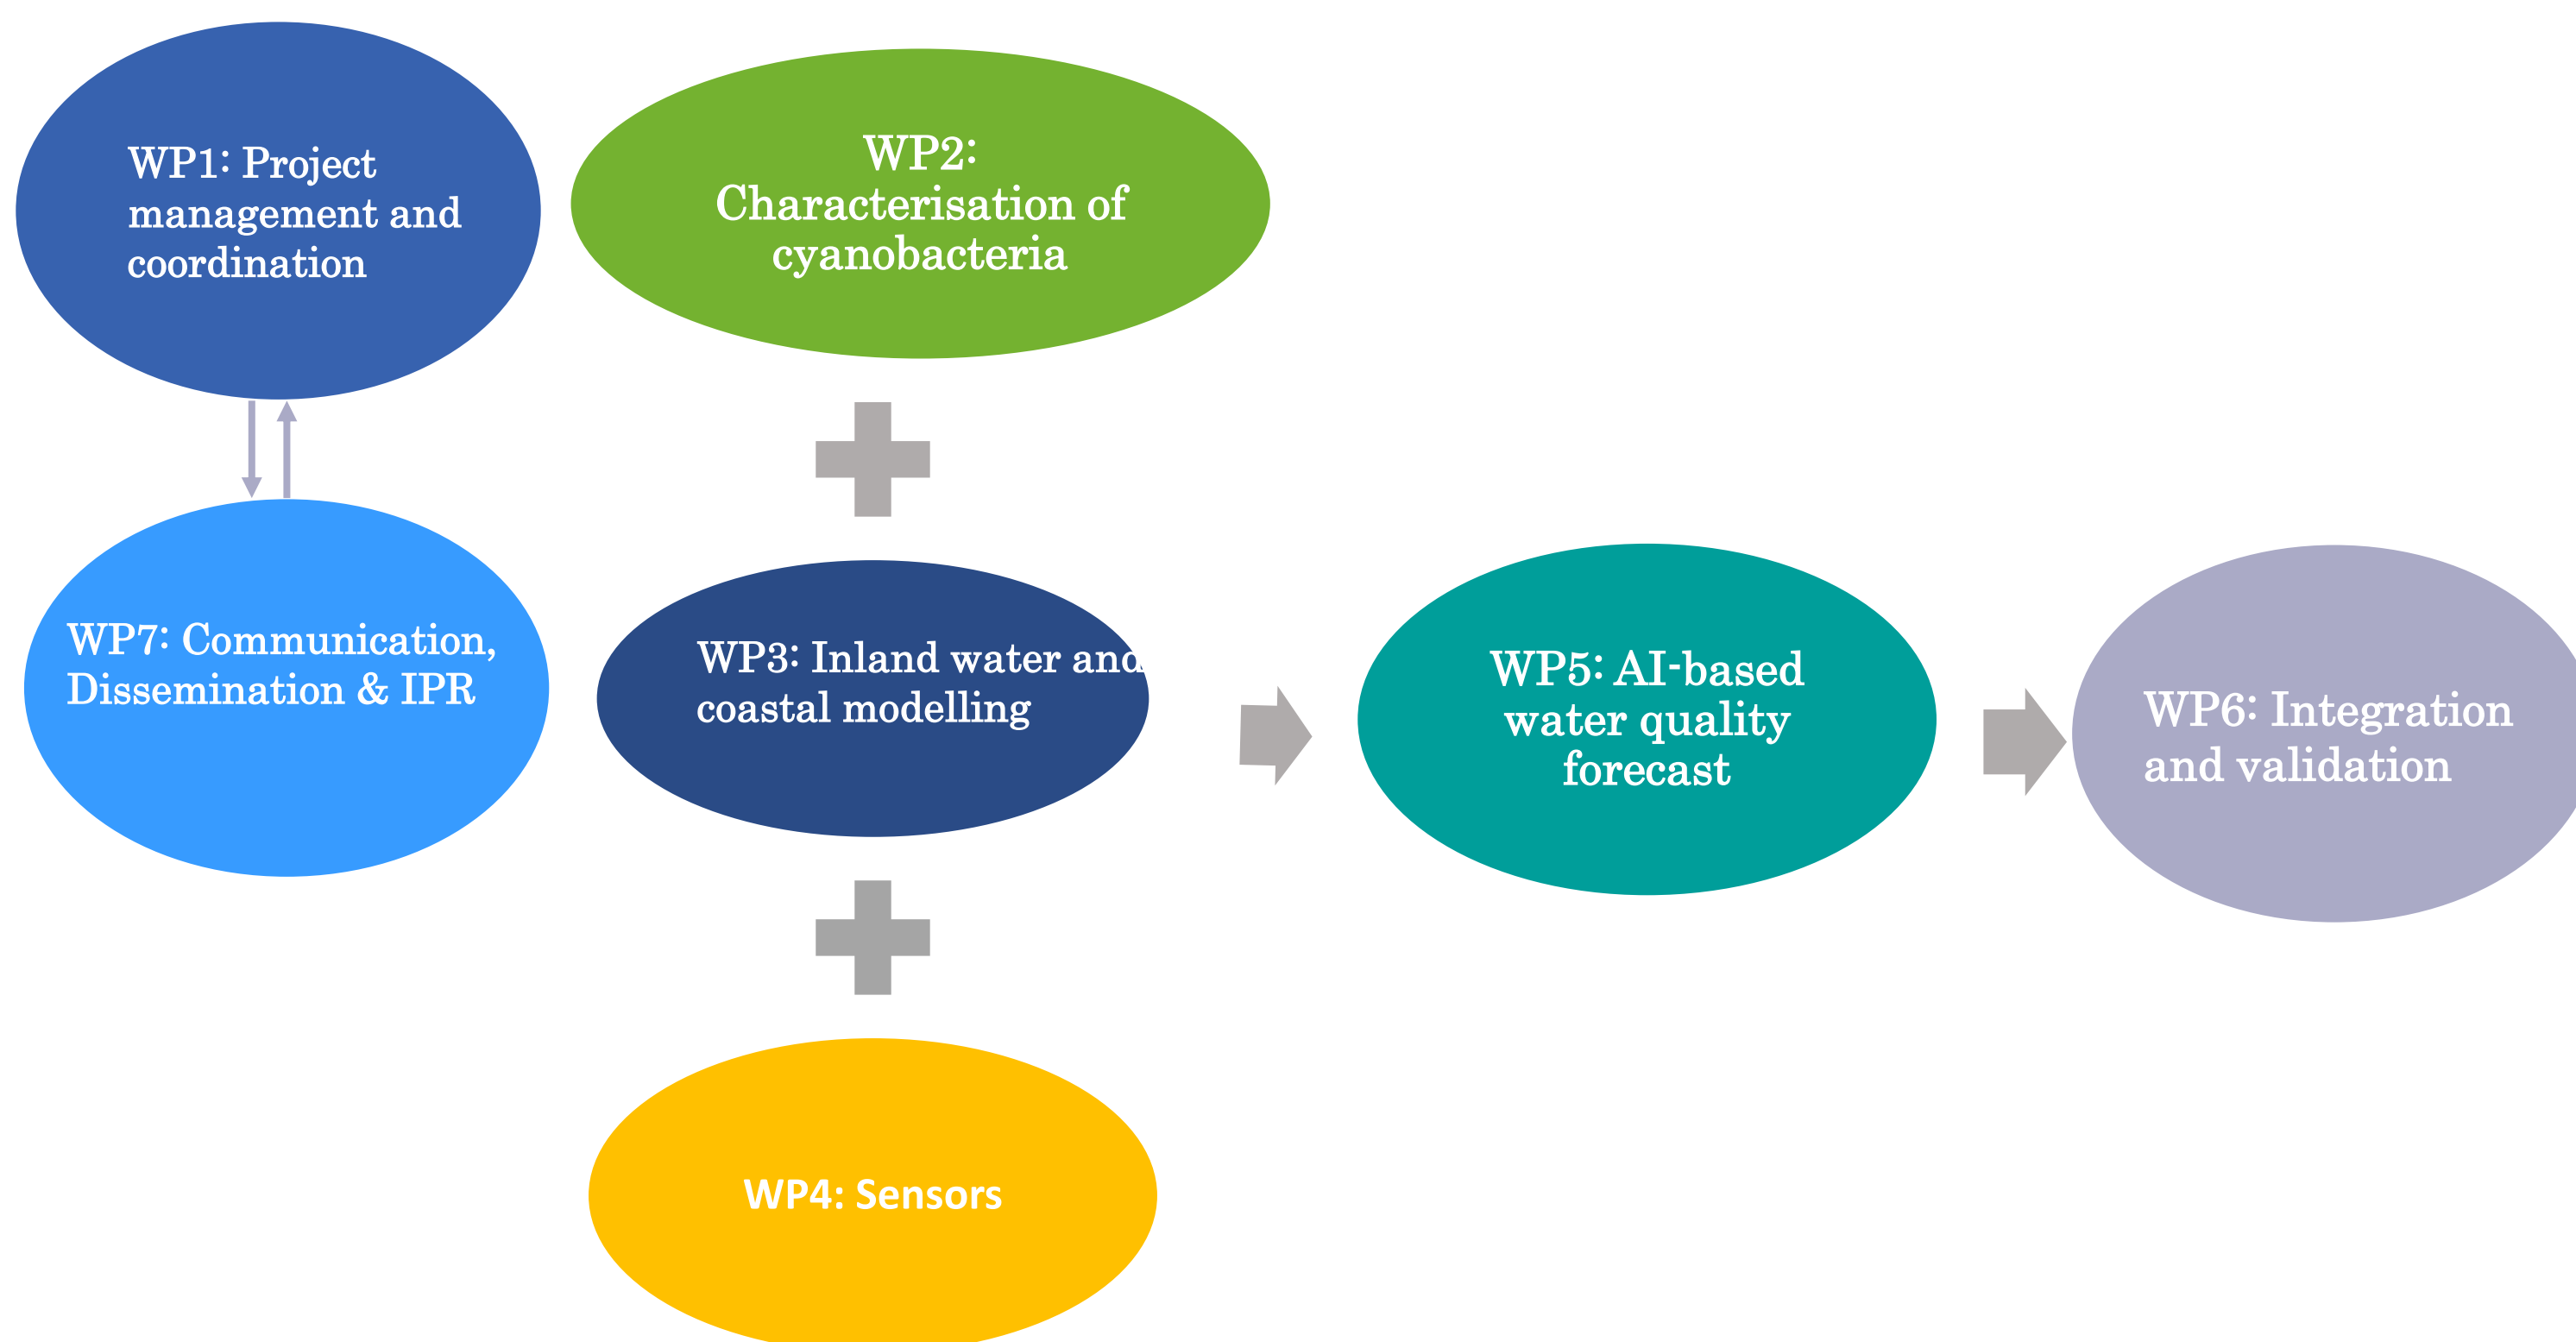 WP1: Project
management and
coordination
WP2:
Characterisation of
cyanobacteria
WP7: Communication,
Dissemination & IPR
WP3: Inland water and
coastal modelling
WP5: AI-based
water quality
forecast
WP6: Integration
and validation
WP4: Sensors